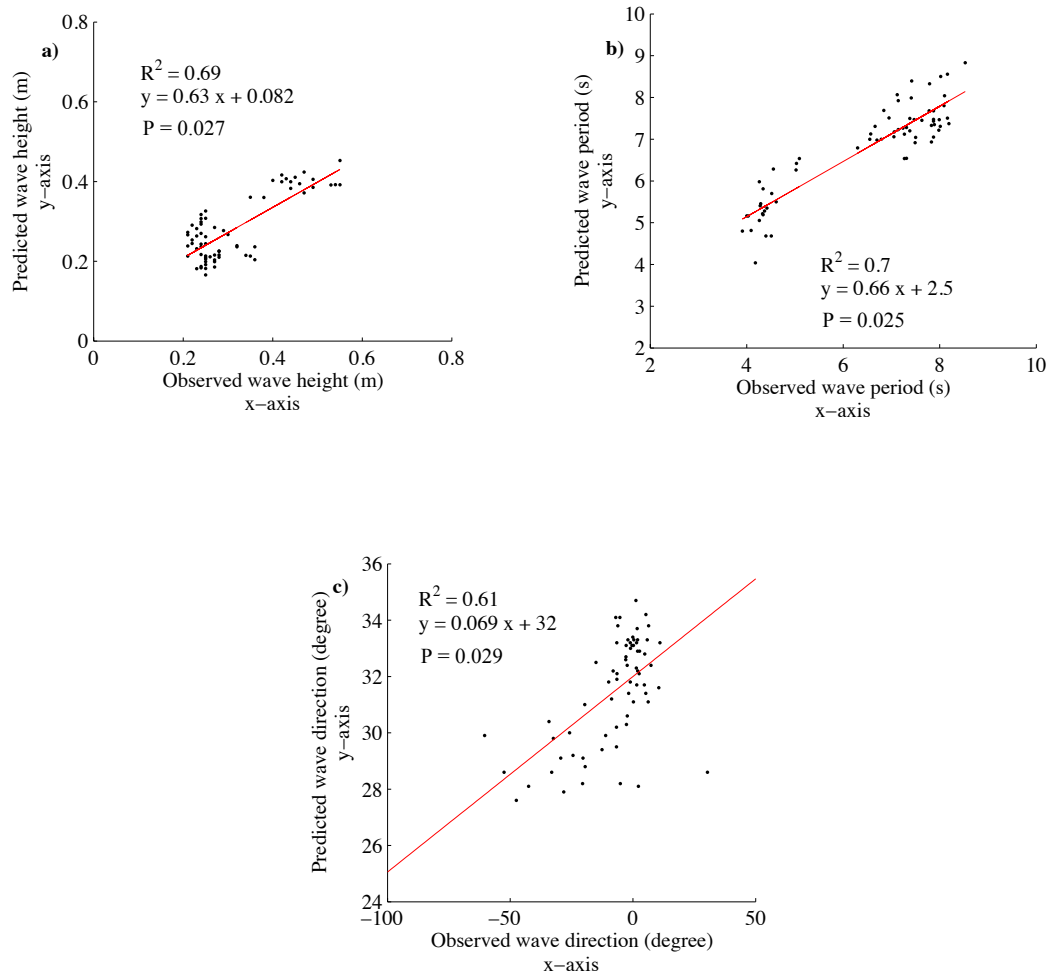 a)
R² = 0.69
y = 0.63 x + 0.082
P = 0.027
Predicted wave height (m)
y−axis
0.8
0.6
0.4
0.2
0
0
0.2
0.4
0.6
0.8
Observed wave height (m)
x−axis
b)
Predicted wave period (s)
y−axis
10
9
8
7
6
5
4
3
2
R² = 0.7
y = 0.66 x + 2.5
P = 0.025
2
4
6
8
10
Observed wave period (s)
x−axis
c)
R² = 0.61
y = 0.069 x + 32
P = 0.029
Predicted wave direction (degree)
y−axis
36
34
32
30
28
26
24
−100
−50
0
50
Observed wave direction (degree)
x−axis